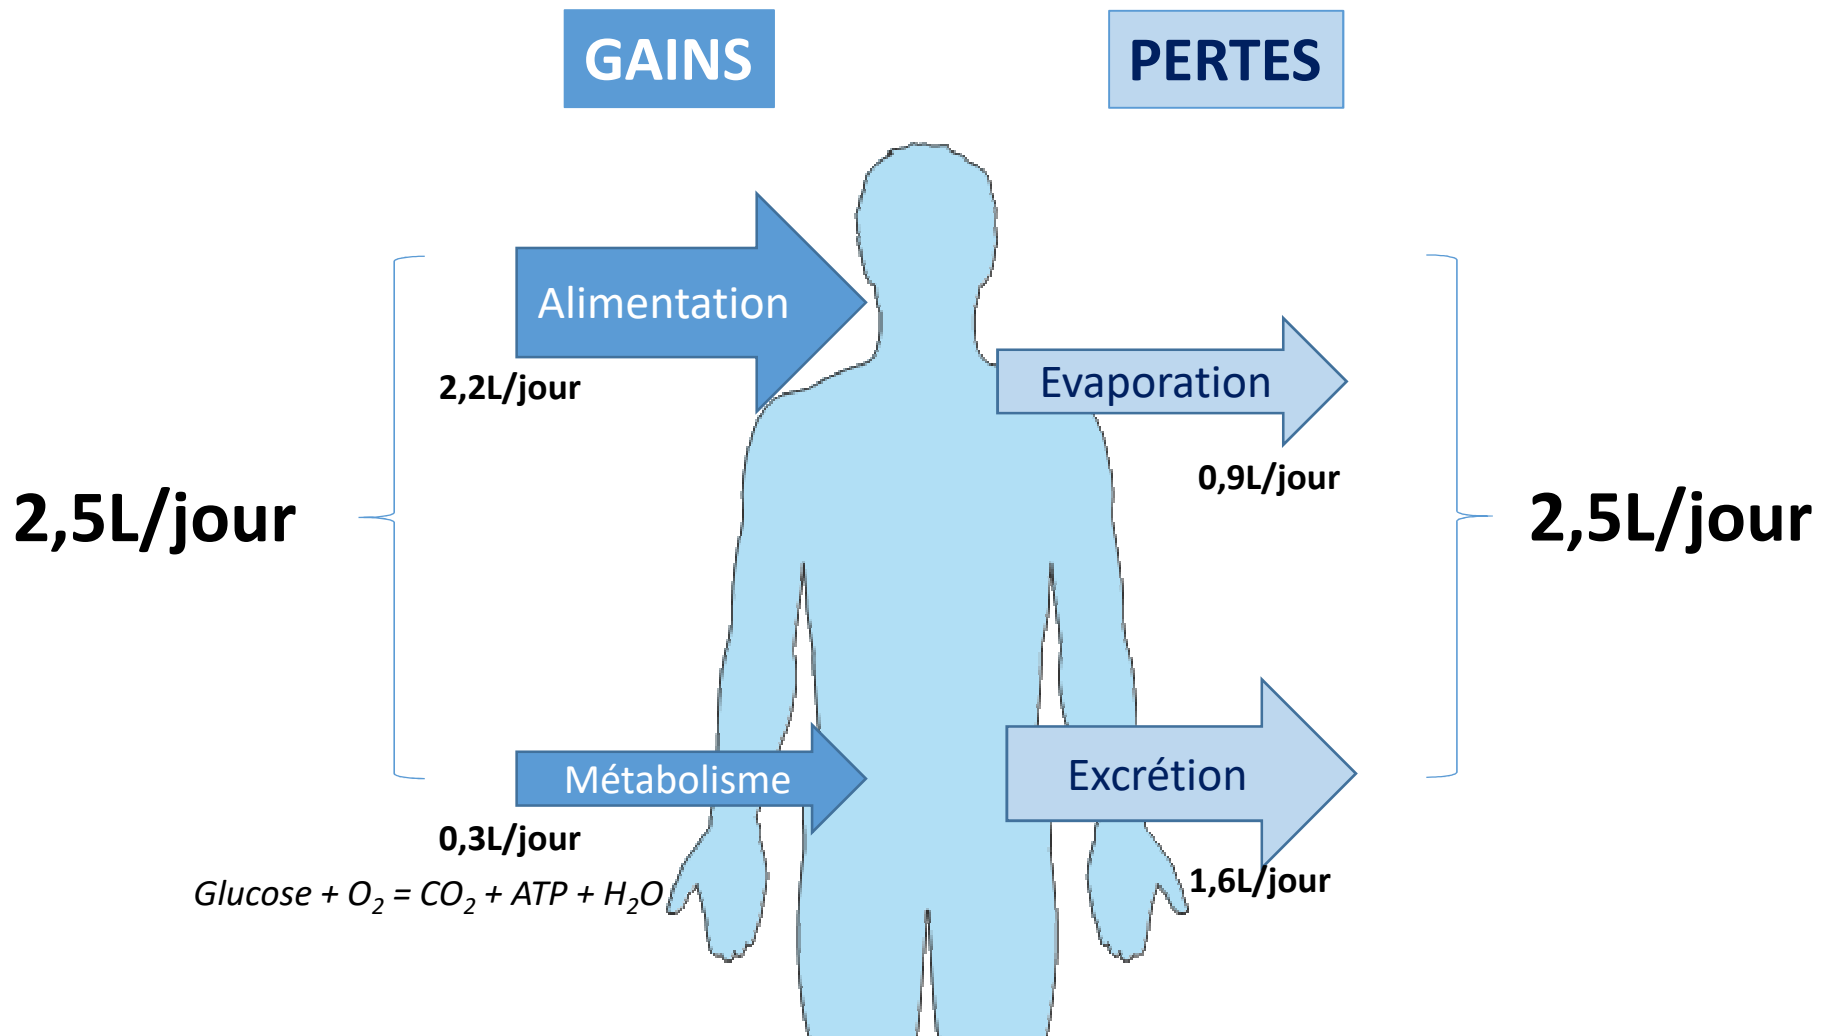 GAINS
PERTES
Alimentation
2,2L/jour
Evaporation
0,9L/jour
2,5L/jour
2,5L/jour
Métabolisme
0,3L/jour
Glucose + O₂ = CO₂ + ATP + H₂O
Excrétion
1,6L/jour